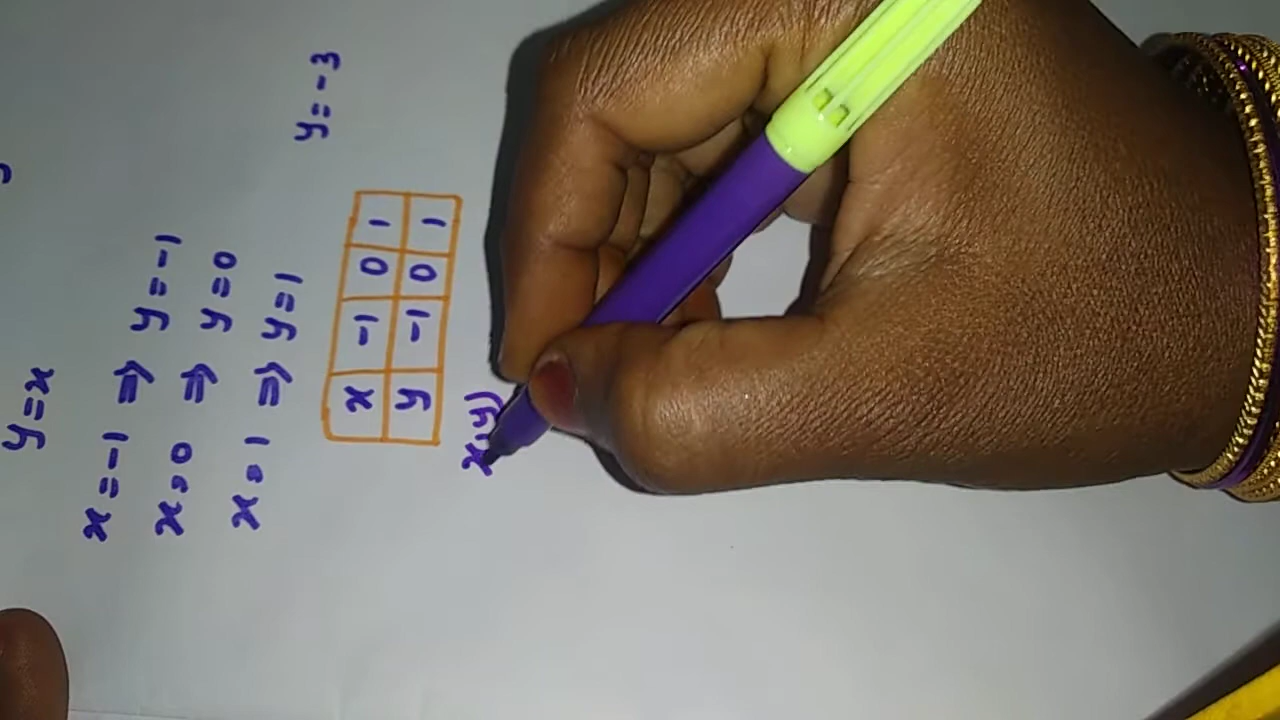 y = x
x = -1 ⇒ y = -1
x = 0 ⇒ y = 0
x = 1 ⇒ y = 1
y = -3
x -1 0 1
y -1 0 1
x,y)